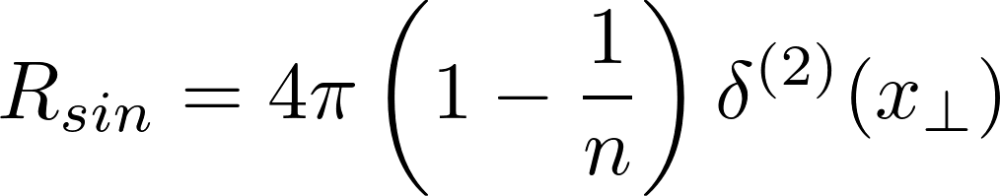 $R_{sin} = 4\pi \left(1 - \frac{1}{n}\right) \delta^{(2)}(x_{\perp})$